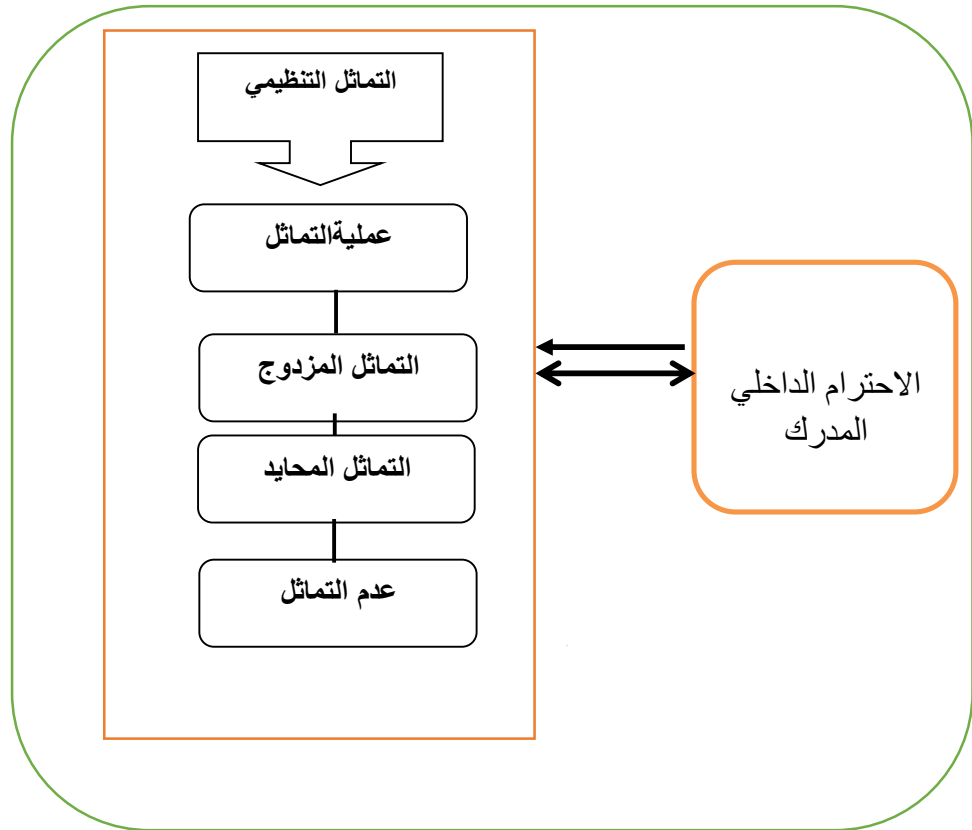 التماثل التنظيمي
عمليةالتماثل
التماثل المزدوج
التماثل المحايد
عدم التماثل
الاحترام الداخلي
المدرك